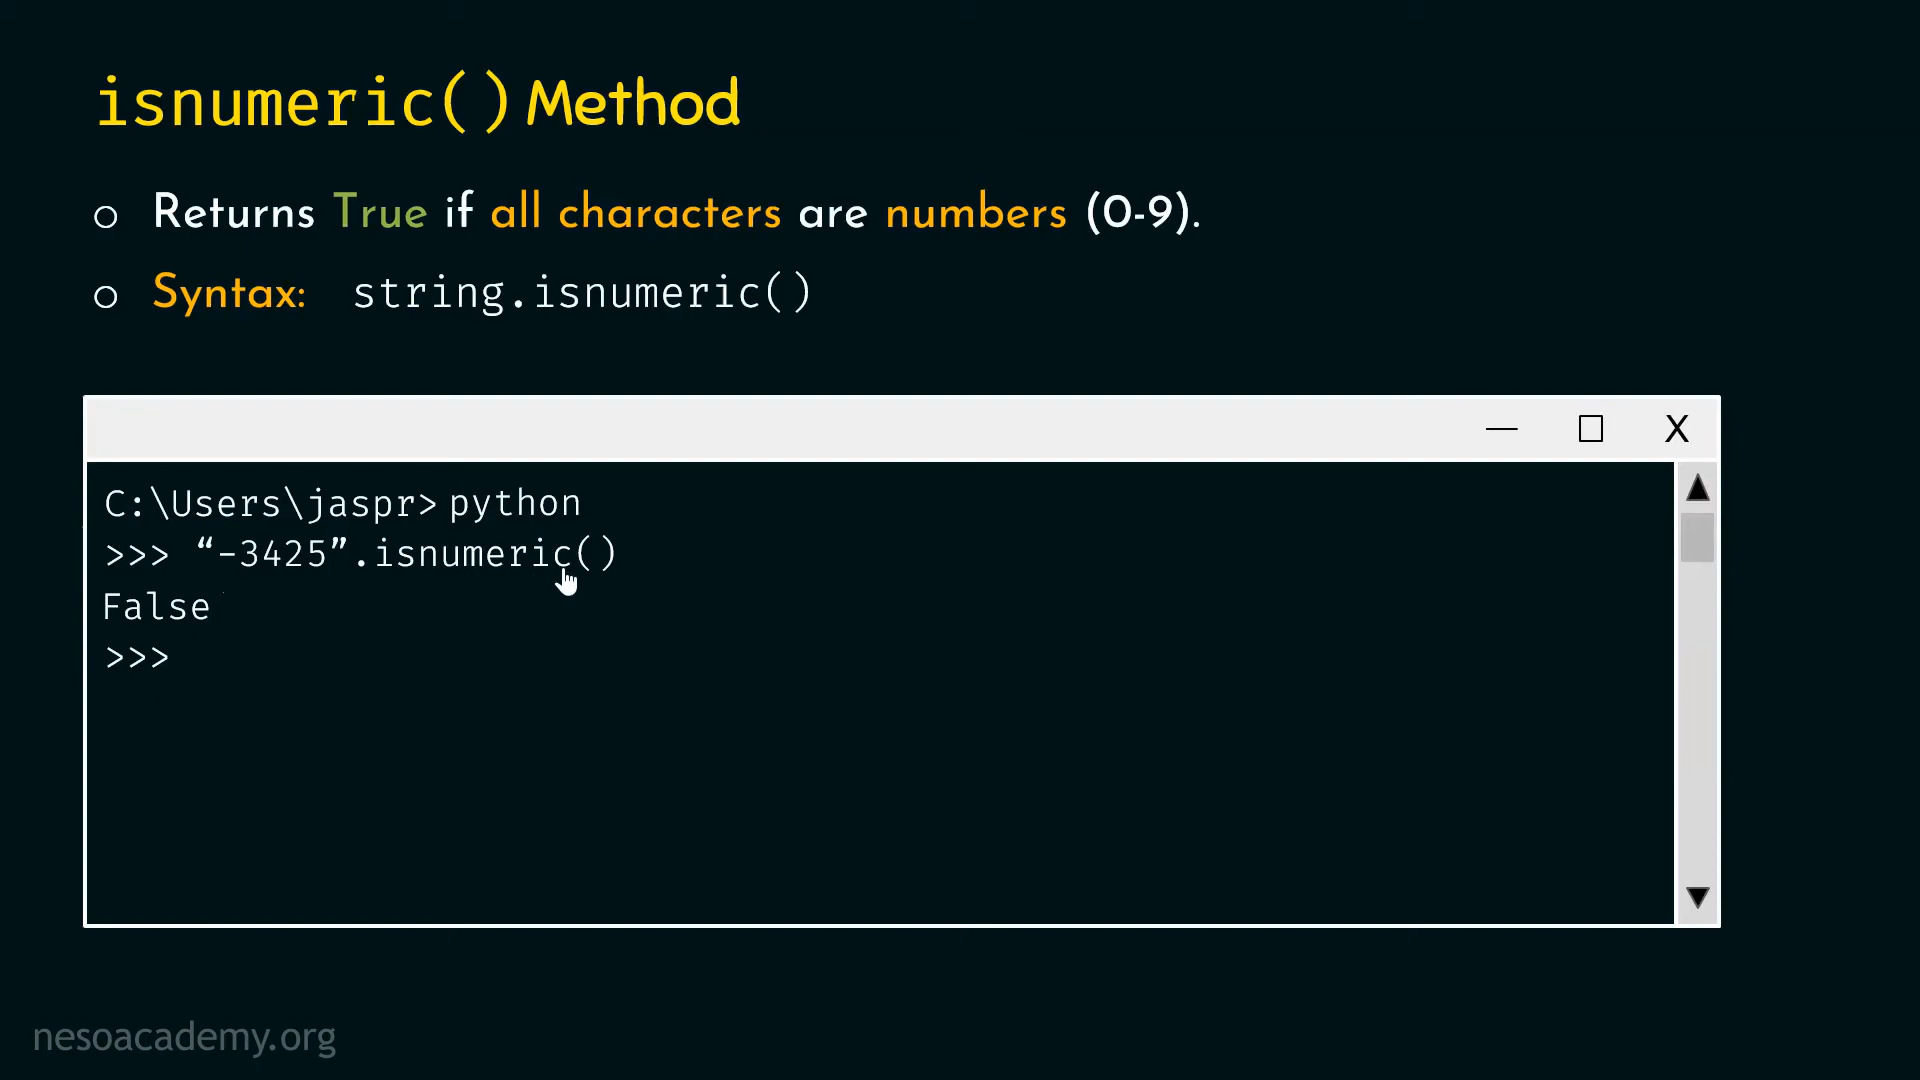 isnumeric() Method
○ Returns True if all characters are numbers (0-9).
○ Syntax: string.isnumeric()
— □ X
C:\Users\jaspr> python
>>> “-3425”.isnumeric()
False
>>>
nesoacademy.org